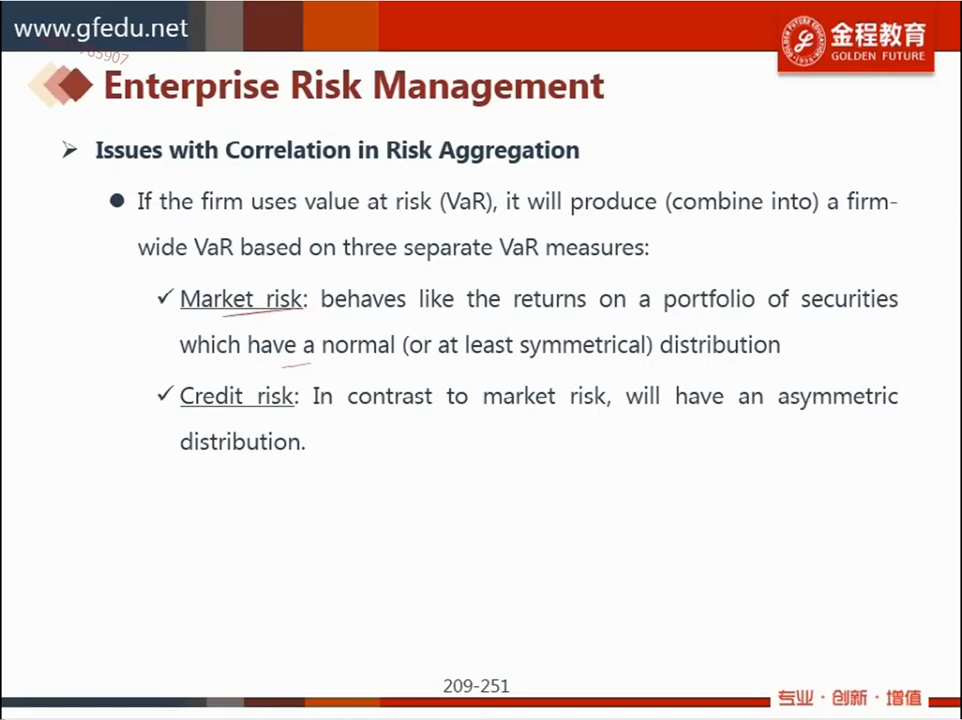 www.gfedu.net
金程教育
GOLDEN FUTURE
765907
Enterprise Risk Management
➢ Issues with Correlation in Risk Aggregation
● If the firm uses value at risk (VaR), it will produce (combine into) a firm-
wide VaR based on three separate VaR measures:
✓ Market risk: behaves like the returns on a portfolio of securities
which have a normal (or at least symmetrical) distribution
✓ Credit risk: In contrast to market risk, will have an asymmetric
distribution.
209-251
专业·创新·增值